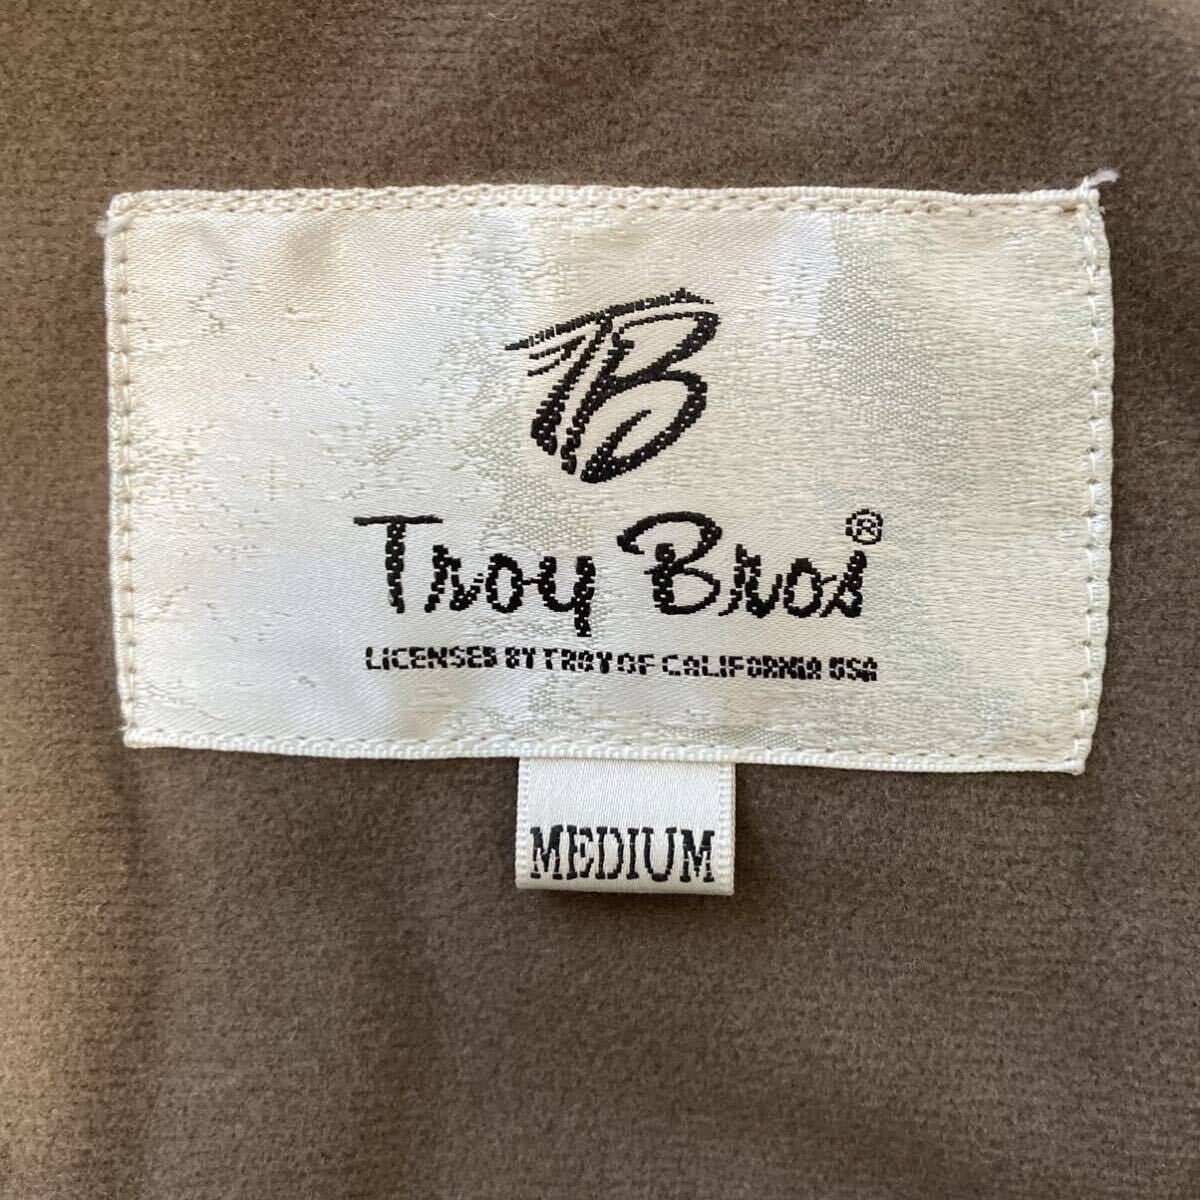 TB
Troy Bros®
LICENSED BY TROY OF CALIFORNIA USA
MEDIUM